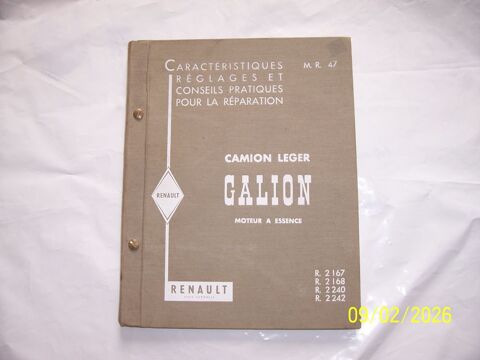 CARACTÉRISTIQUES
RÉGLAGES ET
CONSEILS PRATIQUES
POUR LA RÉPARATION
M. R. 47
CAMION LEGER
GALION
MOTEUR A ESSENCE
RENAULT
RENAULT
R. 2167
R. 2168
R. 2240
R. 2242
09/02/2026